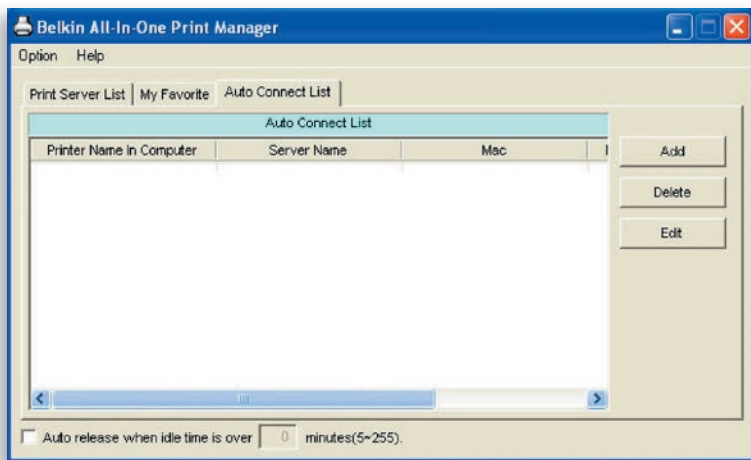 Belkin All-In-One Print Manager
Option Help
Print Server List My Favorite Auto Connect List
Auto Connect List
Printer Name In Computer Server Name Mac
Add
Delete
Edit
Auto release when idle time is over 0 minutes(5~255).